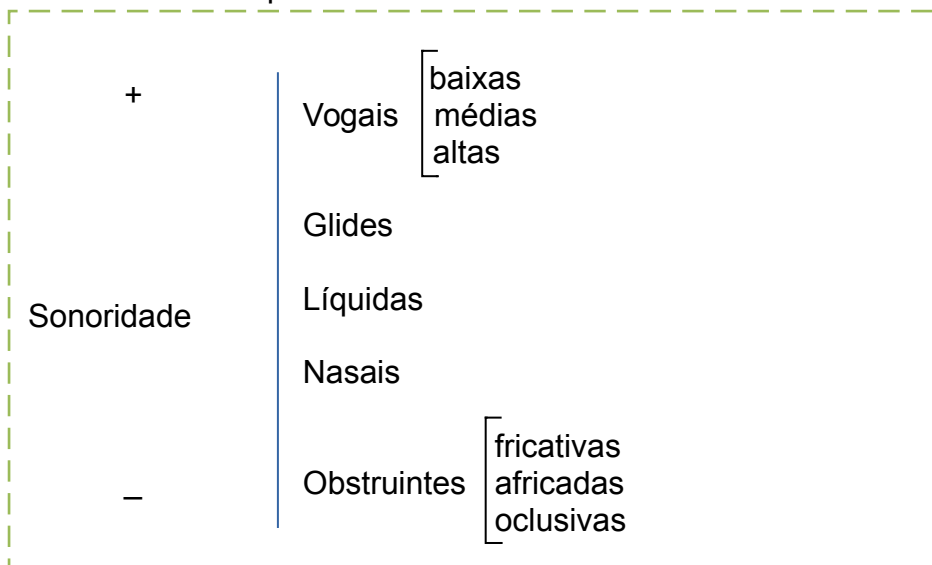 +
Vogais
baixas
médias
altas
Glides
Sonoridade
Líquidas
Nasais
–
Obstruintes
fricativas
africadas
oclusivas